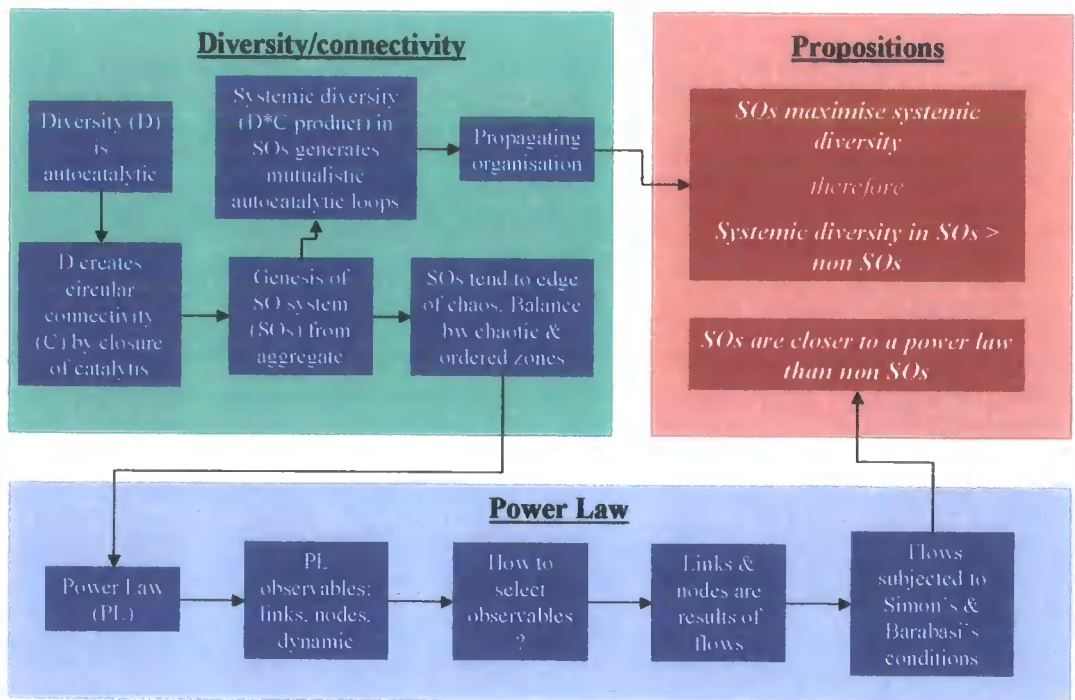 Diversity/connectivity
Diversity (D)
is
autocatalytic
Systemic diversity
(D*C product) in
SOs generates
mutualistic
autocatalytic loops
Propagating
organisation
D creates
circular
connectivity
(C) by closure
of catalytis
Genesis of
SO system
(SOs) from
aggregate
SOs tend to edge
of chaos. Balance
bw chaotic &
ordered zones
Propositions
SOs maximise systemic
diversity
therefore
Systemic diversity in SOs >
non SOs
SOs are closer to a power law
than non SOs
Power Law
Power Law
(PL)
PL
observables:
links, nodes,
dynamic
How to
select
observables
?
Links &
nodes are
results of
flows
Flows
subjected to
Simon's &
Barabasi's
conditions